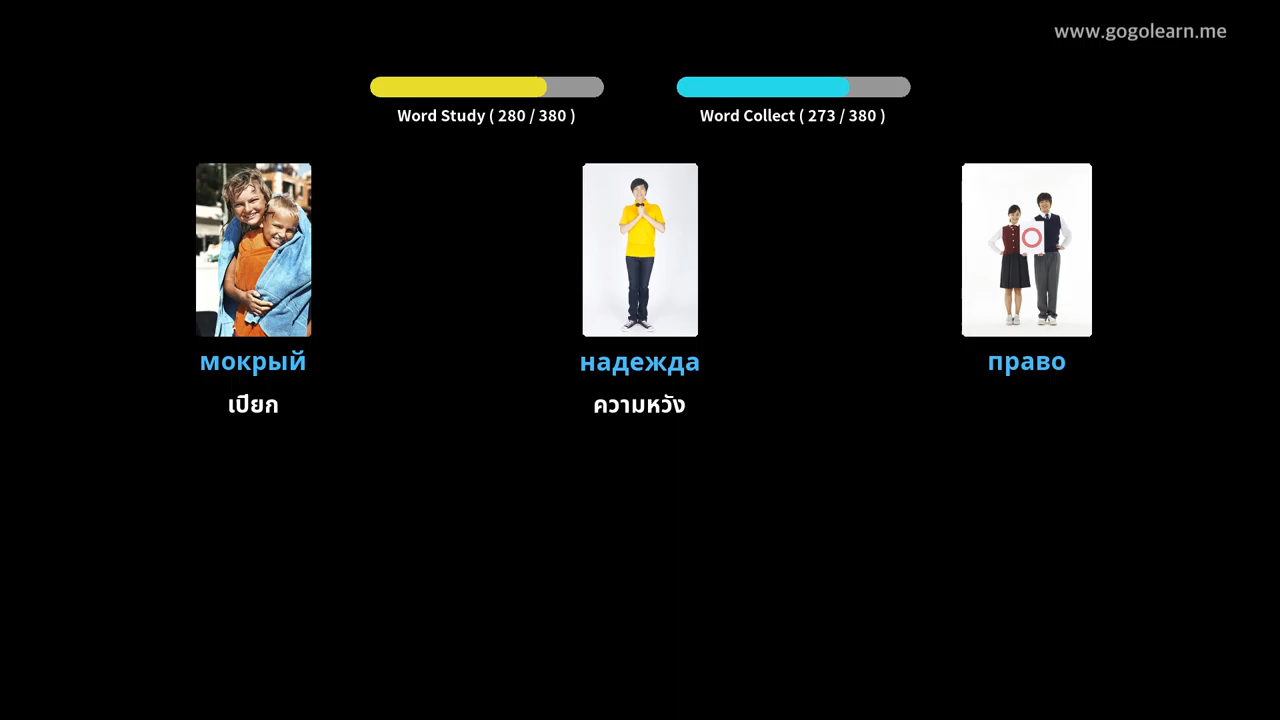 www.gogolearn.me
Word Study ( 280 / 380 )
Word Collect ( 273 / 380 )
мокрый
надежда
право
เปียก
ความหวัง